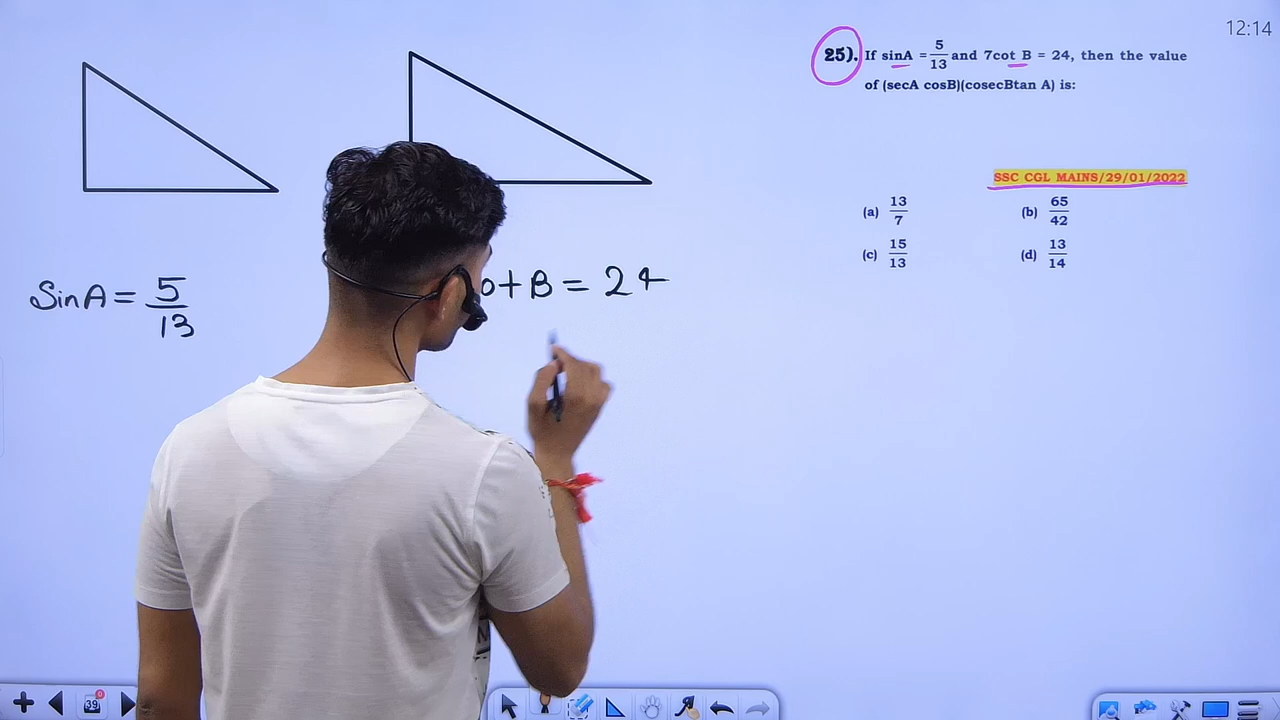 12:14
25). If sinA = 5/13 and 7cot B = 24, then the value
of (secA cosB)(cosecBtan A) is:
SSC CGL MAINS/29/01/2022
(a) 13/7 (b) 65/42
(c) 15/13 (d) 13/14
SinA = 5/13
B = 24
39
0